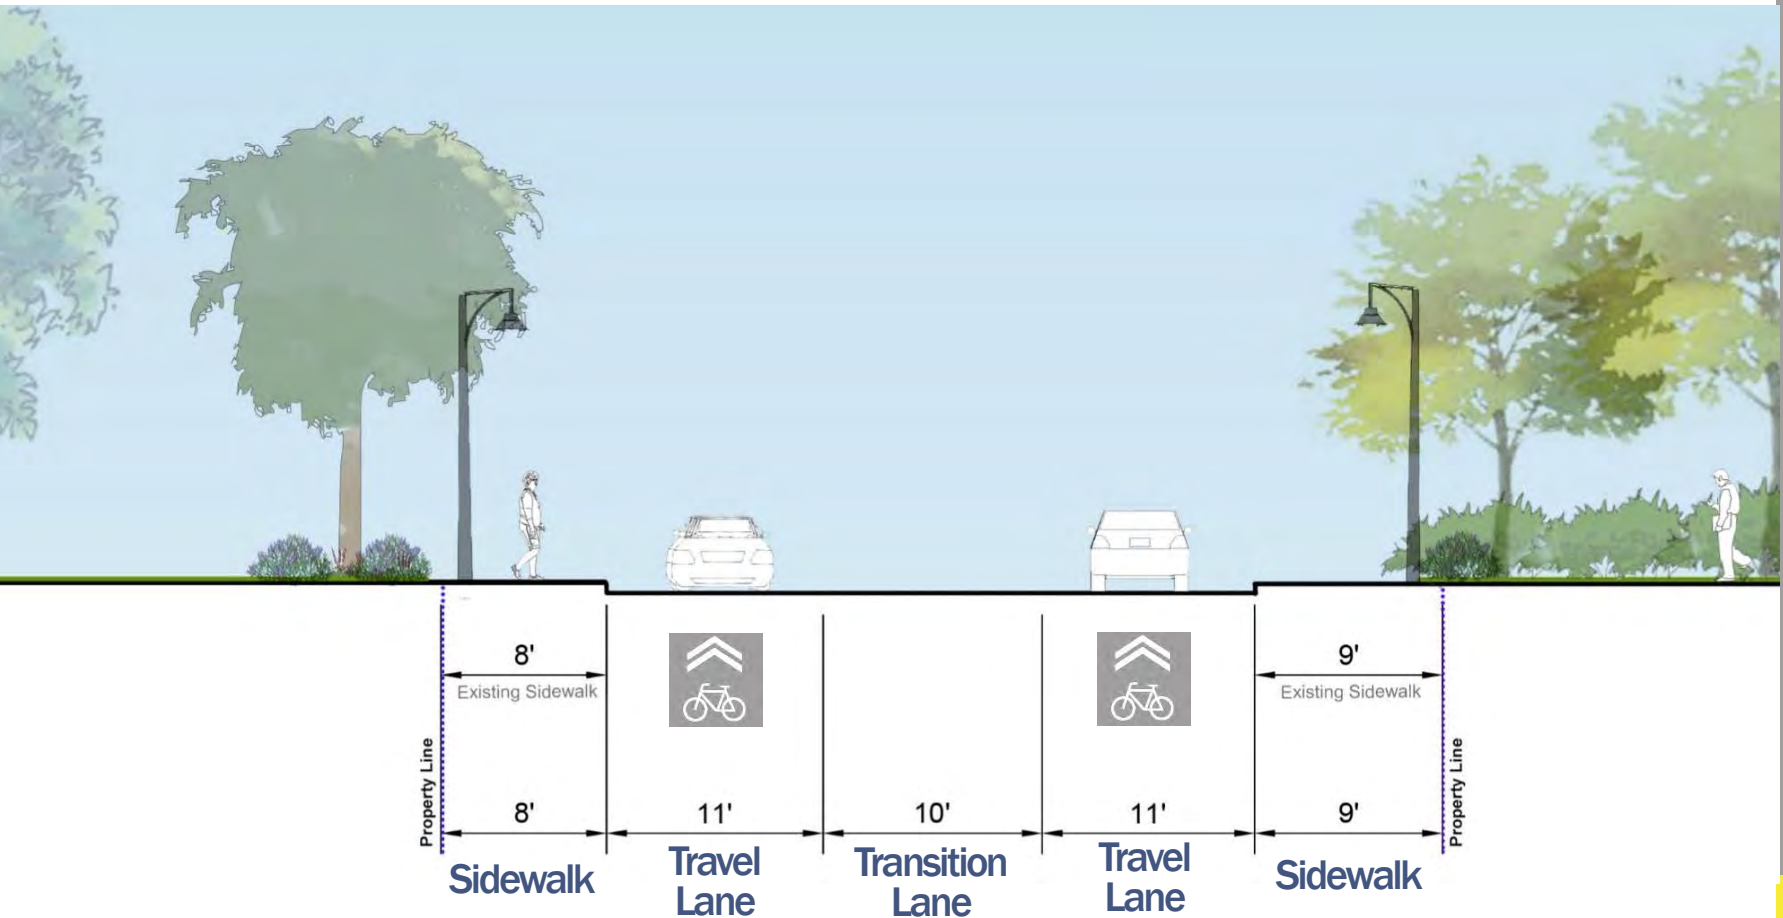 8'
9'
Existing Sidewalk
Existing Sidewalk
Property Line
Property Line
8'
11'
10'
11'
9'
Sidewalk
Travel
Lane
Transition
Lane
Travel
Lane
Sidewalk